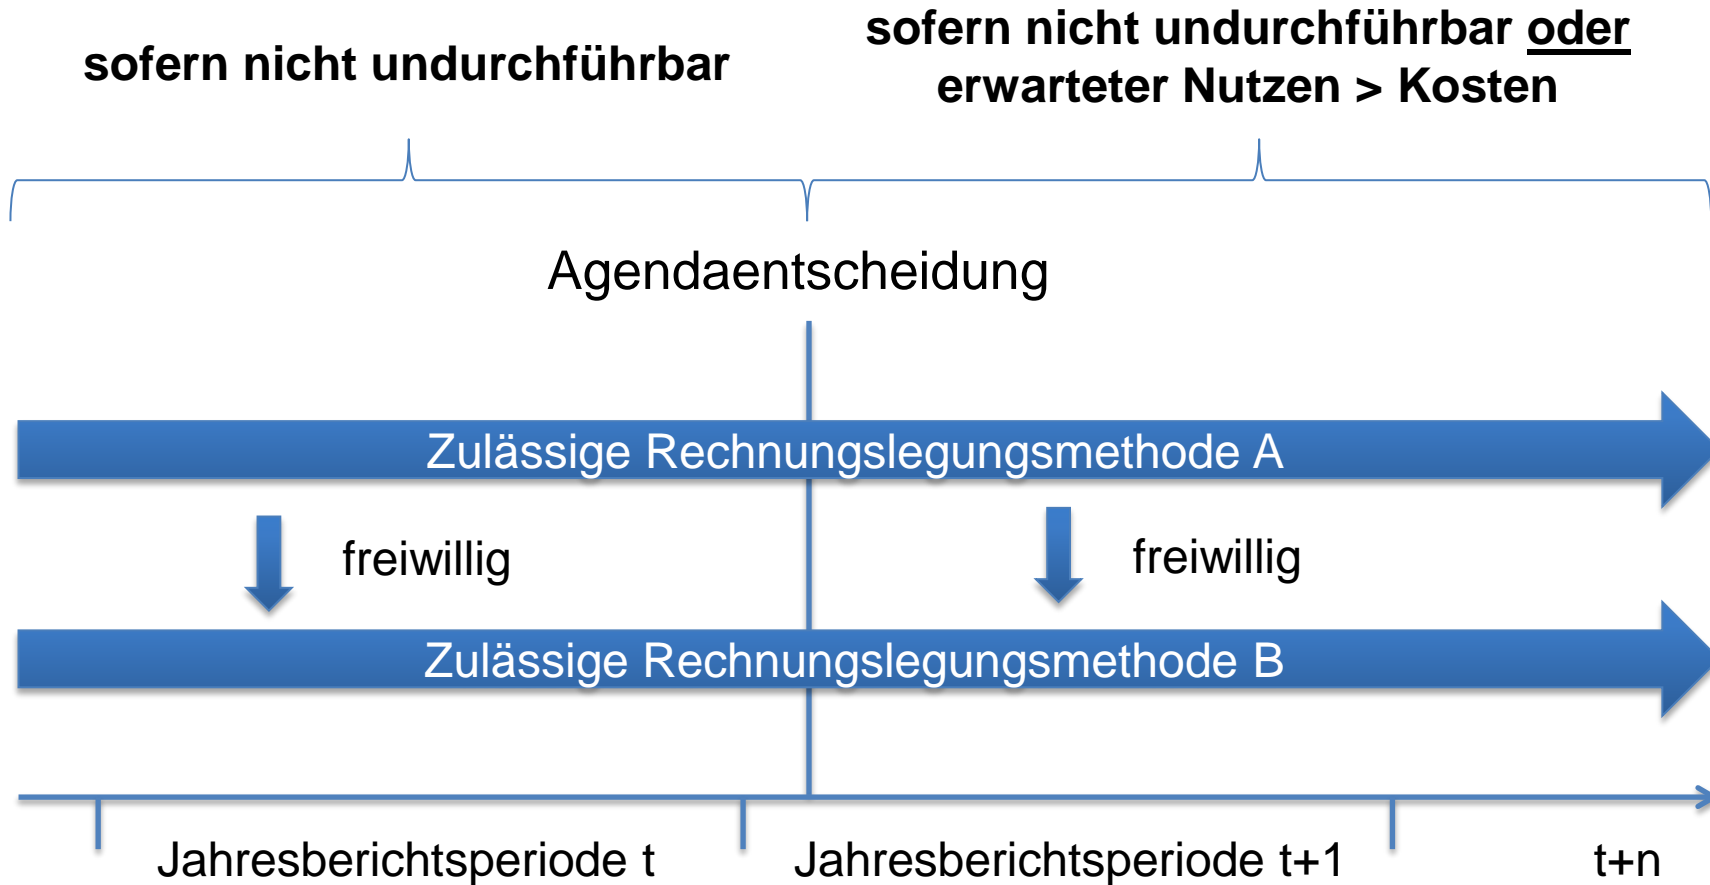 sofern nicht undurchführbar
sofern nicht undurchführbar oder
erwarteter Nutzen > Kosten
Agendaentscheidung
Zulässige Rechnungslegungsmethode A
freiwillig
freiwillig
Zulässige Rechnungslegungsmethode B
Jahresberichtsperiode t
Jahresberichtsperiode t+1
t+n